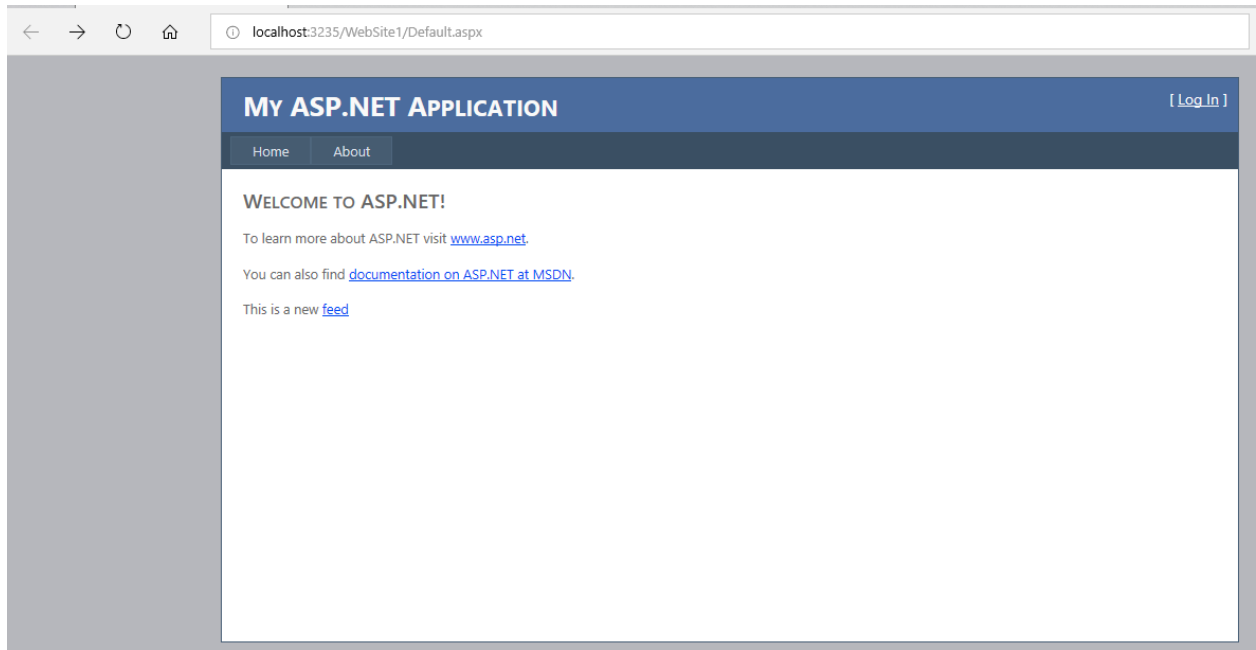 localhost:3235/WebSite1/Default.aspx
MY ASP.NET APPLICATION
[ Log In ]
Home About
WELCOME TO ASP.NET!
To learn more about ASP.NET visit www.asp.net.
You can also find documentation on ASP.NET at MSDN.
This is a new feed